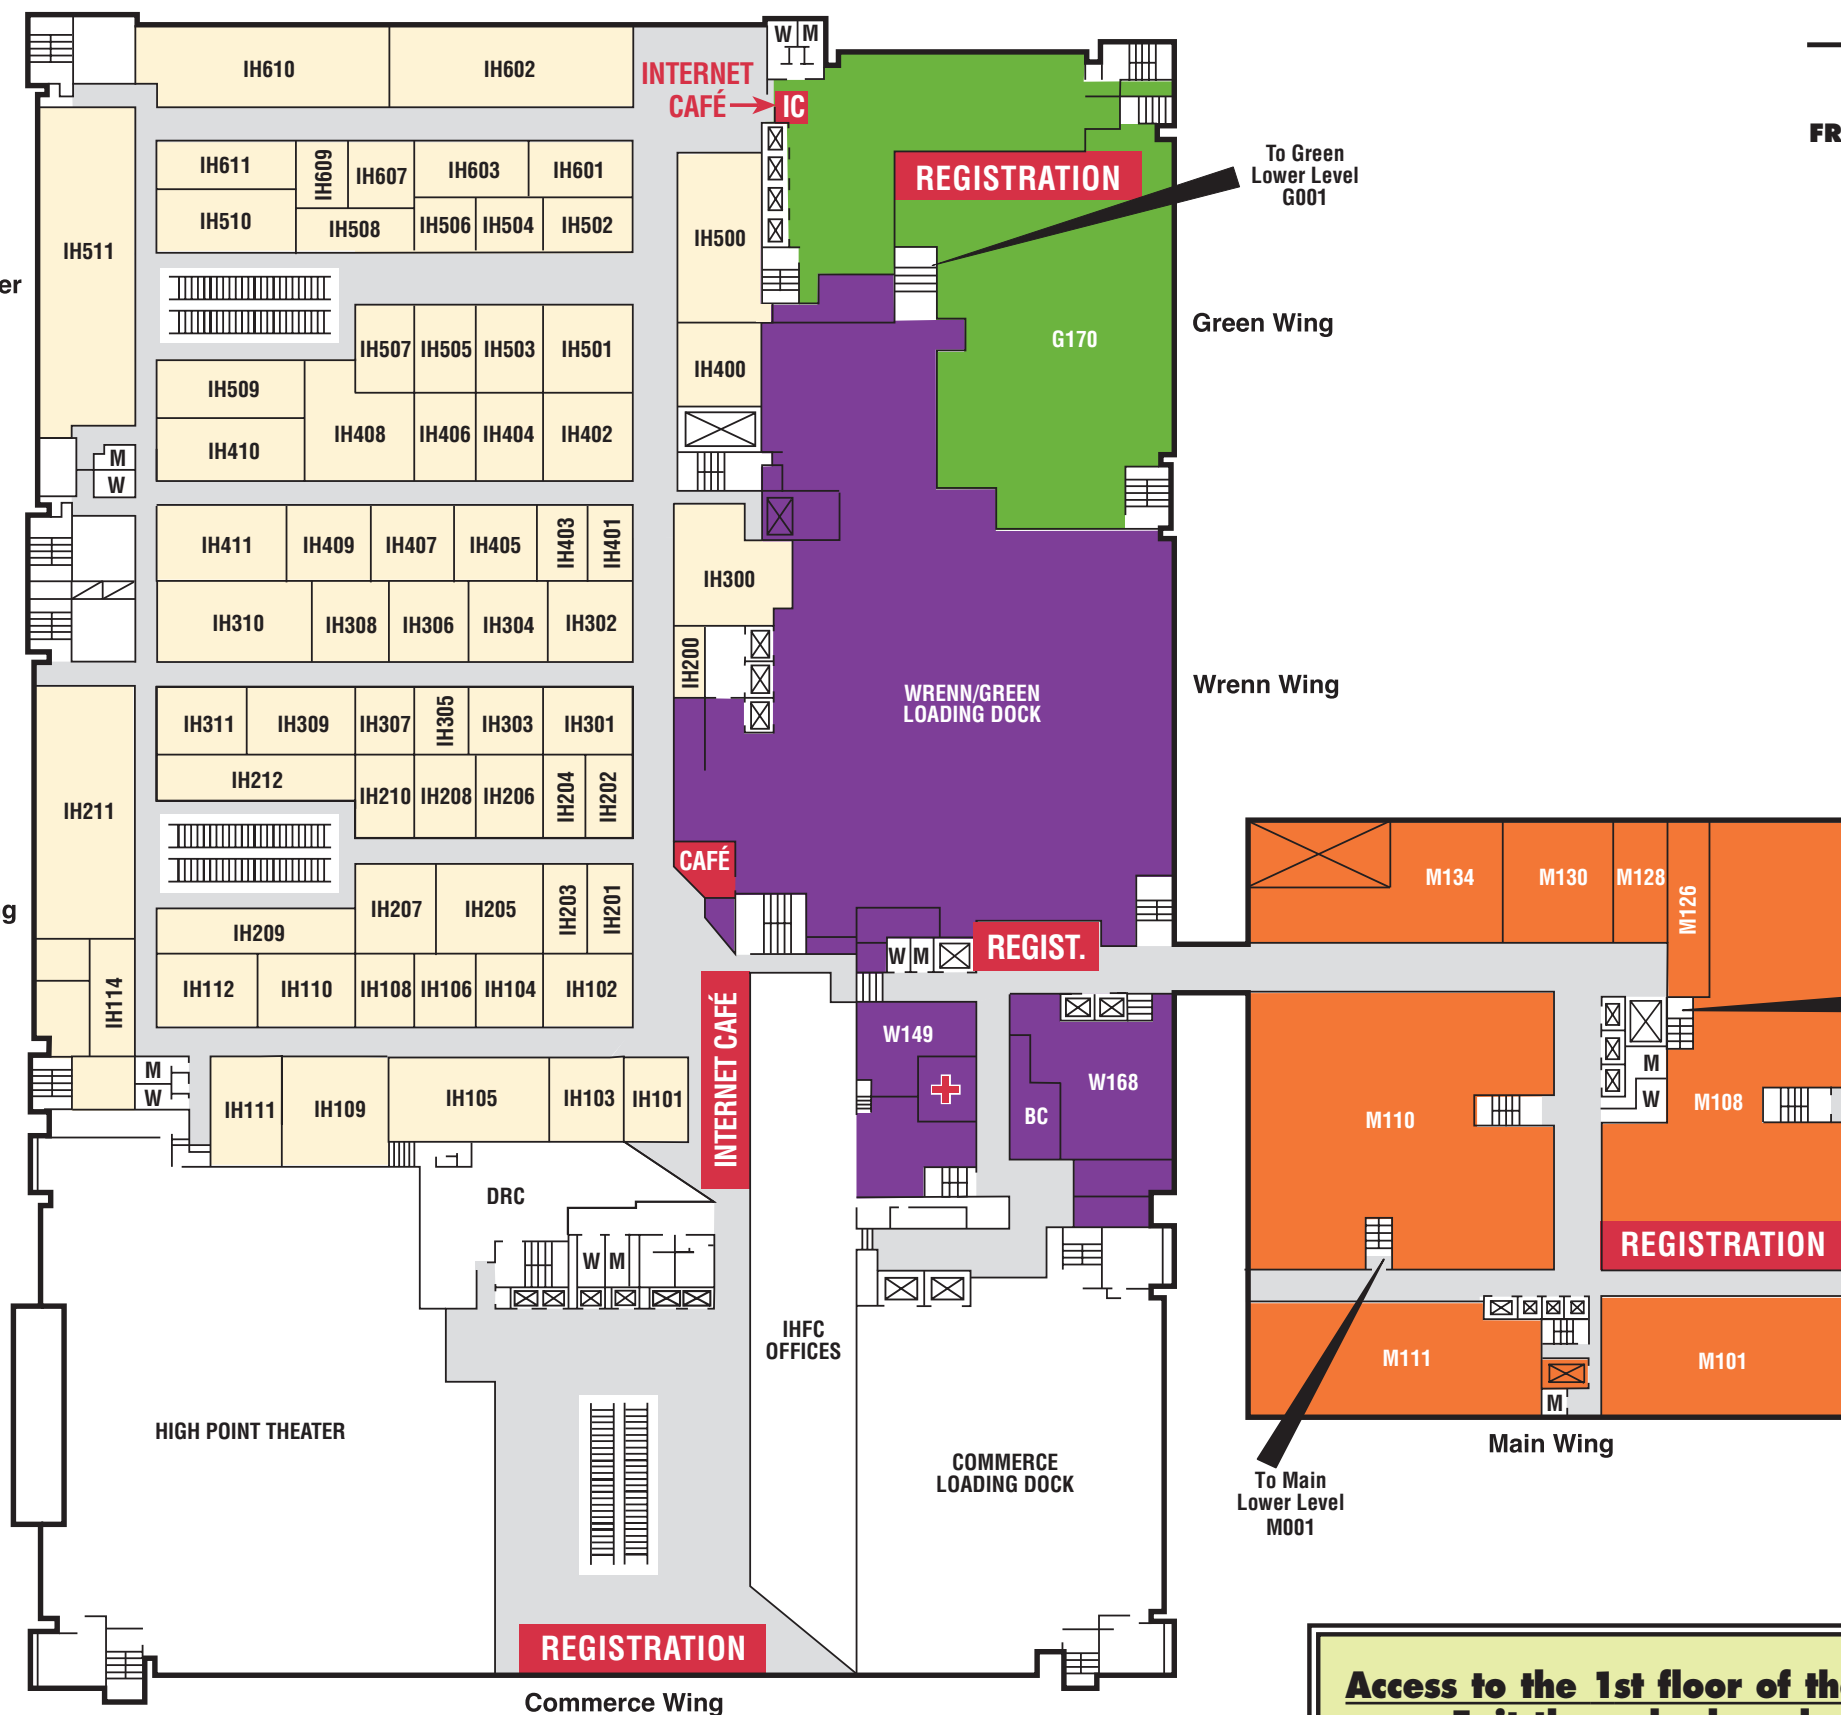 IH610
IH602
INTERNET
CAFÉ
IC
W M
FR
IH611
IH609
IH607
IH603
IH601
IH510
IH508
IH506
IH504
IH502
IH511
IH500
REGISTRATION
To Green
Lower Level
G001
er
IH507
IH505
IH503
IH501
IH400
G170
Green Wing
IH509
IH410
IH408
IH406
IH404
IH402
M
W
IH411
IH409
IH407
IH405
IH403
IH401
IH300
IH310
IH308
IH306
IH304
IH302
IH200
WRENN/GREEN
LOADING DOCK
Wrenn Wing
IH311
IH309
IH307
IH305
IH303
IH301
IH212
IH210
IH208
IH206
IH204
IH202
IH211
CAFÉ
g
IH207
IH205
IH203
IH201
IH209
IH112
IH110
IH108
IH106
IH104
IH102
IH114
W M
REGIST.
M134
M130
M128
M126
INTERNET CAFÉ
W149
W168
BC
M
W
IH111
IH109
IH105
IH103
IH101
M110
M
W
M108
DRC
W M
REGISTRATION
IHFC
OFFICES
M111
M101
M
HIGH POINT THEATER
COMMERCE
LOADING DOCK
Main Wing
To Main
Lower Level
M001
REGISTRATION
Commerce Wing
Access to the 1st floor of the